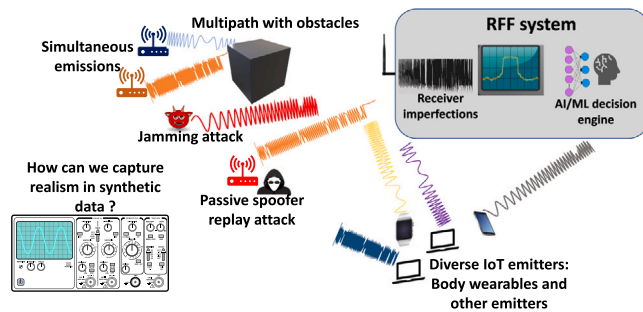 Multipath with obstacles
Simultaneous
emissions
RFF system
Receiver
imperfections
AI/ML decision
engine
Jamming attack
How can we capture
realism in synthetic
data ?
Passive spoofer
replay attack
Diverse IoT emitters:
Body wearables and
other emitters